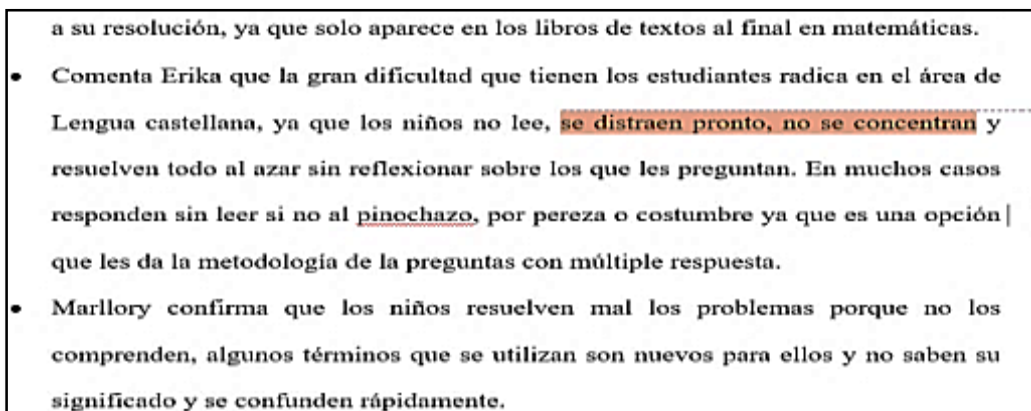 a su resolución, ya que solo aparece en los libros de textos al final en matemáticas.
• Comenta Erika que la gran dificultad que tienen los estudiantes radica en el área de
Lengua castellana, ya que los niños no lee, se distraen pronto, no se concentran y
resuelven todo al azar sin reflexionar sobre los que les preguntan. En muchos casos
responden sin leer si no al pinochazo, por pereza o costumbre ya que es una opción
que les da la metodología de la preguntas con múltiple respuesta.
• Marllory confirma que los niños resuelven mal los problemas porque no los
comprenden, algunos términos que se utilizan son nuevos para ellos y no saben su
significado y se confunden rápidamente.